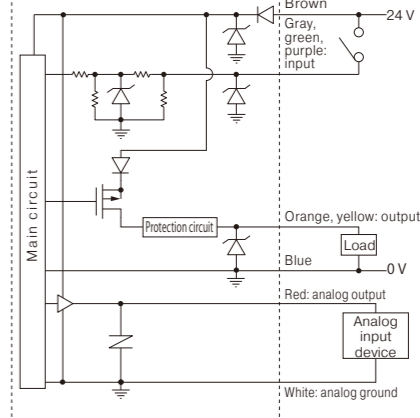 Brown
24 V
Gray,
green,
purple:
input
Main circuit
Protection circuit
Orange, yellow: output
Load
Blue
0 V
Red: analog output
Analog
input
device
White: analog ground